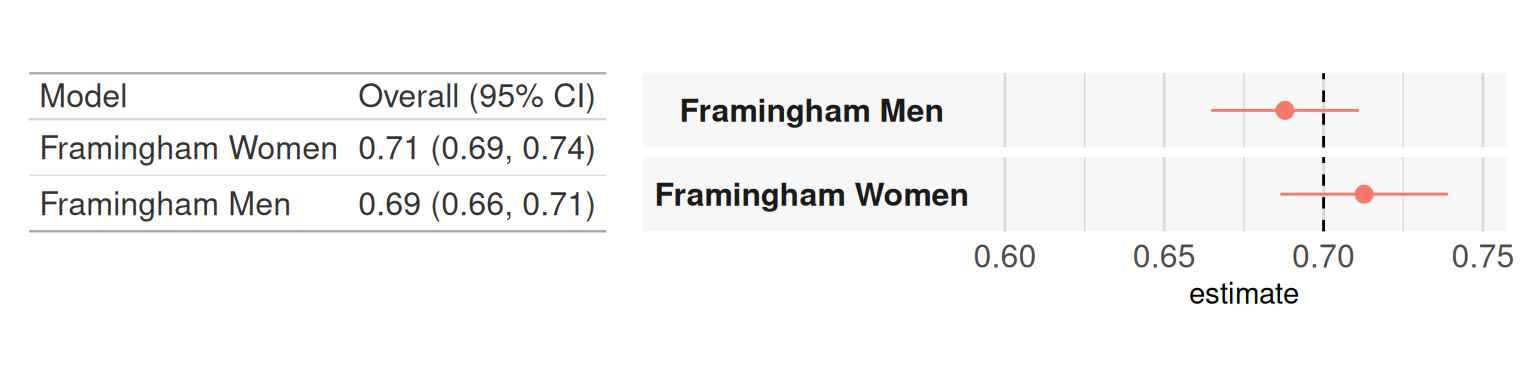 Model Overall (95% CI)
Framingham Women 0.71 (0.69, 0.74)
Framingham Men 0.69 (0.66, 0.71)
Framingham Men
Framingham Women
0.60 0.65 0.70 0.75
estimate